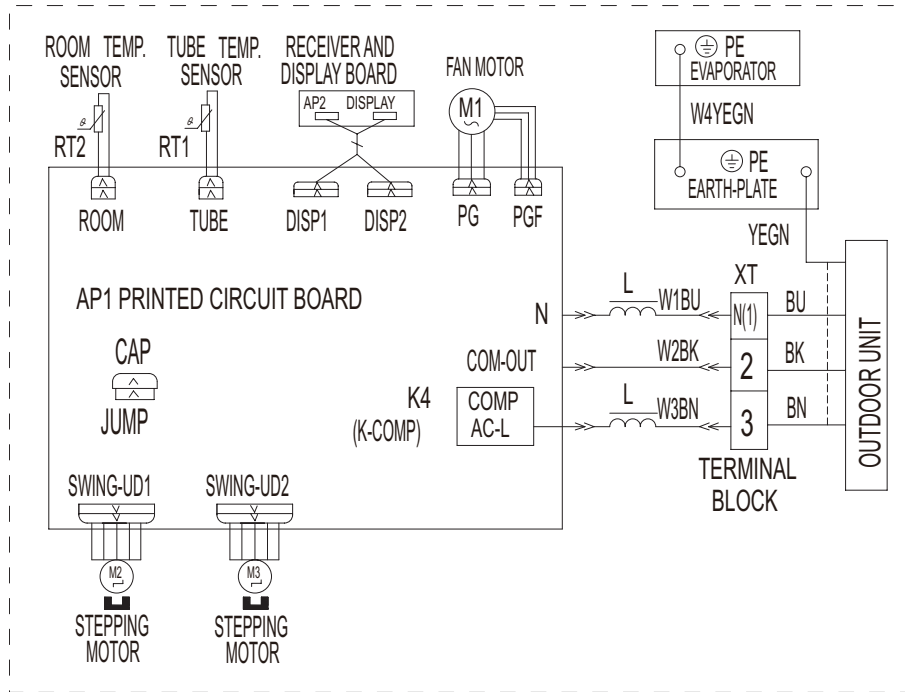 ROOM TEMP.
SENSOR
RT2
ROOM
TUBE TEMP.
SENSOR
RT1
TUBE
RECEIVER AND
DISPLAY BOARD
AP2 DISPLAY
DISP1
DISP2
FAN MOTOR
M1
PG
PGF
PE
EVAPORATOR
W4YEGN
PE
EARTH-PLATE
YEGN
AP1 PRINTED CIRCUIT BOARD
CAP
JUMP
N
L
W1BU
COM-OUT
W2BK
K4
(K-COMP)
COMP
AC-L
L
W3BN
XT
N(1)
2
3
TERMINAL
BLOCK
BU
BK
BN
OUTDOOR UNIT
SWING-UD1
M2
STEPPING
MOTOR
SWING-UD2
M3
STEPPING
MOTOR